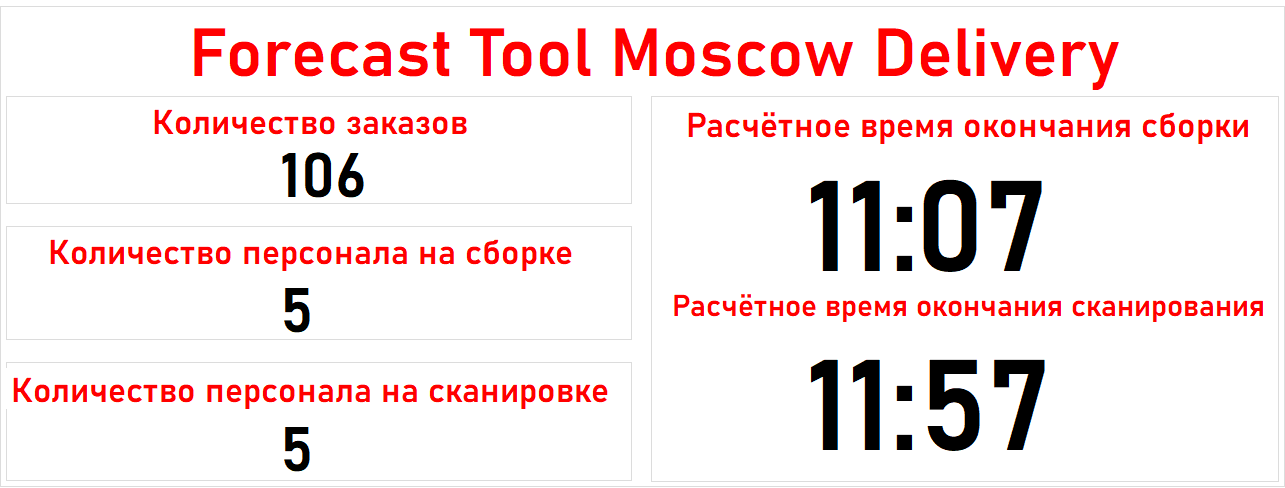 Forecast Tool Moscow Delivery
Количество заказов
106
Количество персонала на сборке
5
Количество персонала на сканировке
5
Расчётное время окончания сборки
11:07
Расчётное время окончания сканирования
11:57